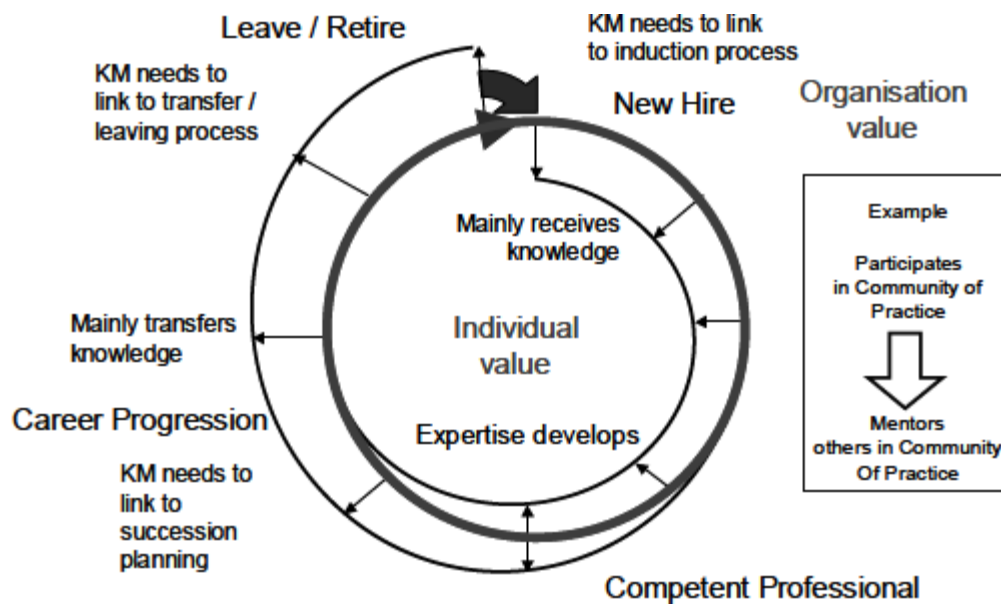 Leave / Retire
KM needs to
link to transfer /
leaving process
KM needs to link
to induction process
New Hire
Organisation
value
Example
Participates
in Community of
Practice
Mentors
others in Community
Of Practice
Mainly receives
knowledge
Individual
value
Mainly transfers
knowledge
Career Progression
Expertise develops
KM needs to
link to
succession
planning
Competent Professional